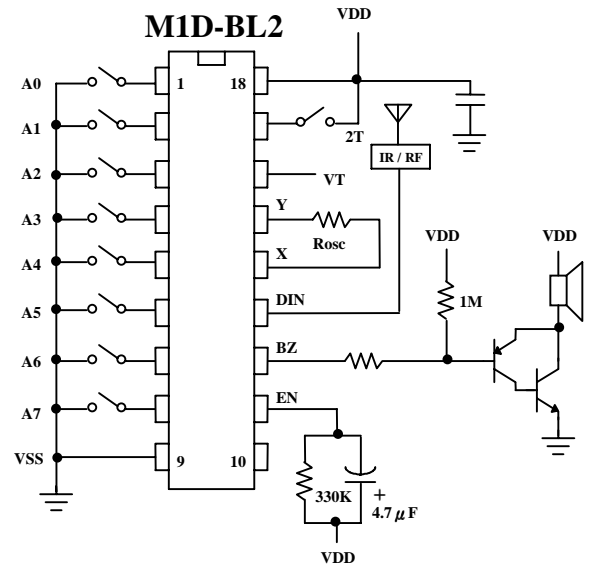 M1D-BL2
VDD
A0
1
18
A1
2T
IR / RF
A2
VT
A3
Y
Rosc
VDD
VDD
A4
X
A5
DIN
1M
A6
BZ
A7
EN
VSS
9
10
330K
+
4.7 μ F
VDD